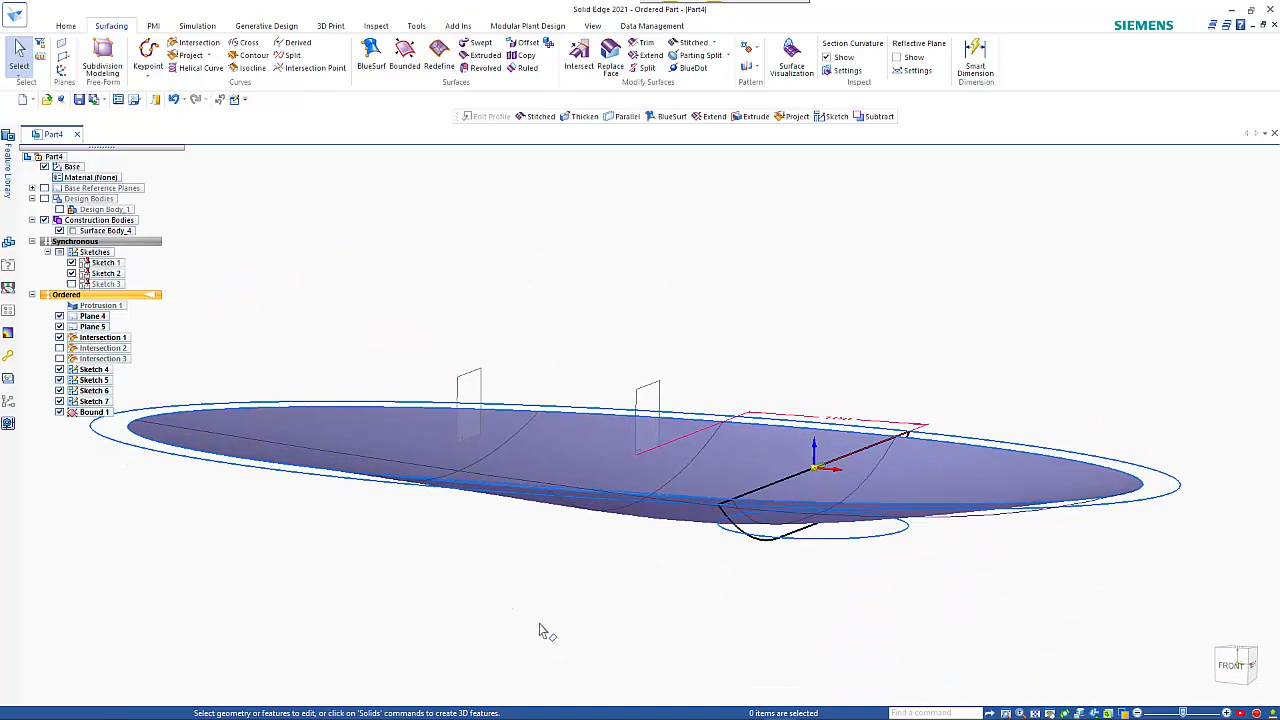 Solid Edge 2021 - Ordered Part - [Part4]
Home Surfacing PMI Simulation Generative Design 3D Print Inspect Tools Add Ins Modular Plant Design View Data Management SIEMENS
Select Planes Subdivision Modeling Free-Form
Keypoint Intersection Project Helical Curve Cross Contour Isocline Derived Split Intersection Point Curves
BlueSurf Bounded Redefine Swept Extruded Revolved Offset Copy Ruled Surfaces
Intersect Replace Face Trim Extend Split Stitched Parting Split BlueDot Modify Surfaces
Pattern Surface Visualization Section Curvature Show Settings Inspect Reflective Plane Show Settings Smart Dimension Dimension
Edit Profile Stitched Thicken Parallel BlueSurf Extend Extrude Project Sketch Subtract
Part4
Feature Library
Part4
Base
Material (None)
Base Reference Planes
Design Bodies
Design Body_1
Construction Bodies
Surface Body_4
Synchronous
Sketches
Sketch 1
Sketch 2
Sketch 3
Ordered
Protrusion 1
Plane 4
Plane 5
Intersection 1
Intersection 2
Intersection 3
Sketch 4
Sketch 5
Sketch 6
Sketch 7
Bound 1
FRONT
Select geometry or features to edit, or click on 'Solids' commands to create 3D features. 0 items are selected Find a command